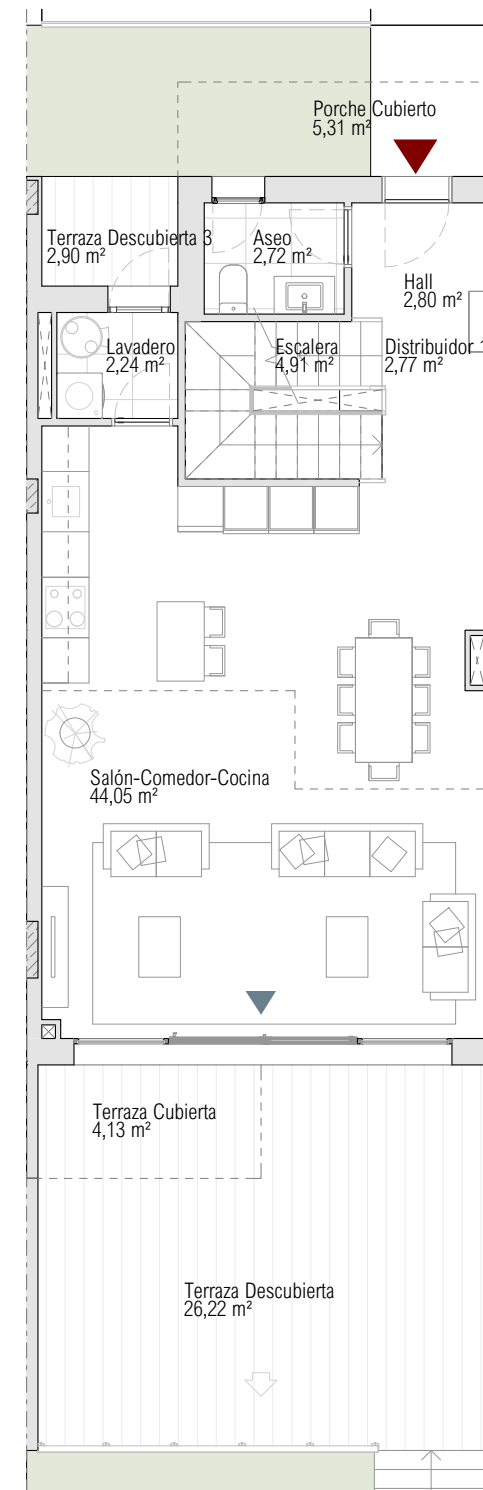 Porche Cubierto
5,31 m²
Terraza Descubierta 3
2,90 m²
Aseo
2,72 m²
Hall
2,80 m²
Lavadero
2,24 m²
Escalera
4,91 m²
Distribuidor 1
2,77 m²
Salón-Comedor-Cocina
44,05 m²
Terraza Cubierta
4,13 m²
Terraza Descubierta
26,22 m²